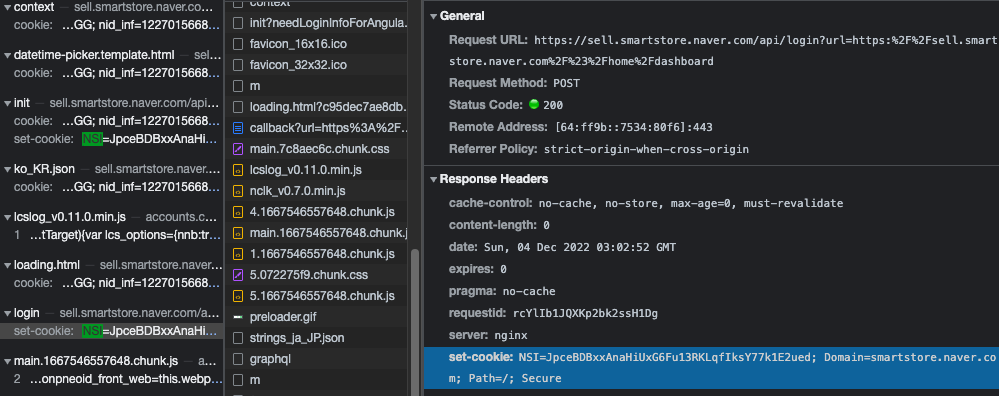 context
cookie: ...GG; nid_inf=1227015668...
datetime-picker.template.html — sell...
cookie: ...GG; nid_inf=1227015668...
init — sell.smartstore.naver.com/api...
cookie: ...GG; nid_inf=1227015668...
set-cookie: NSI=JpceBDBxxAnaHi...
ko_KR.json — sell.smartstore.naver...
cookie: ...GG; nid_inf=1227015668...
lcslog_v0.11.0.min.js — accounts.c...
1 ...tTarget){var lcs_options={nnb:tr...
loading.html — sell.smartstore.naver...
cookie: ...GG; nid_inf=1227015668...
login — sell.smartstore.naver.com/a...
set-cookie: NSI=JpceBDBxxAnaHi...
main.1667546557648.chunk.js — a...
2 ...onpneoid_front_web=this.webp...
context
init?needLoginInfoForAngula...
favicon_16x16.ico
favicon_32x32.ico
m
loading.html?c95dec7ae8db...
callback?url=https%3A%2F...
main.7c8aec6c.chunk.css
lcslog_v0.11.0.min.js
nclk_v0.7.0.min.js
4.1667546557648.chunk.js
main.1667546557648.chunk.j
1.1667546557648.chunk.js
5.072275f9.chunk.css
5.1667546557648.chunk.js
preloader.gif
strings_ja_JP.json
graphql
m
General
Request URL: https://sell.smartstore.naver.com/api/login?url=https:%2F%2Fsell.smart
store.naver.com%2F%23%2Fhome%2Fdashboard
Request Method: POST
Status Code: 200
Remote Address: [64:ff9b::7534:80f6]:443
Referrer Policy: strict-origin-when-cross-origin
Response Headers
cache-control: no-cache, no-store, max-age=0, must-revalidate
content-length: 0
date: Sun, 04 Dec 2022 03:02:52 GMT
expires: 0
pragma: no-cache
requestid: rcYlIb1JQXKp2bk2ssH1Dg
server: nginx
set-cookie: NSI=JpceBDBxxAnaHiUxG6Fu13RKLqfIksY77k1E2ued; Domain=smartstore.naver.co
m; Path=/; Secure